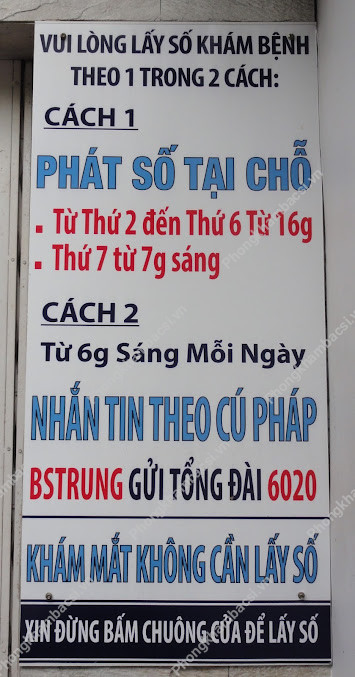 VUI LÒNG LẤY SỐ KHÁM BỆNH
THEO 1 TRONG 2 CÁCH:
CÁCH 1
PHÁT SỐ TẠI CHỖ
. Từ Thứ 2 đến Thứ 6 Từ 16g
. Thứ 7 từ 7g sáng
CÁCH 2
Từ 6g Sáng Mỗi Ngày
NHẮN TIN THEO CÚ PHÁP
BSTRUNG GỬI TỔNG ĐÀI 6020
KHÁM MẮT KHÔNG CẦN LẤY SỐ
XIN ĐỪNG BẤM CHUÔNG CỬA ĐỂ LẤY SỐ
Phongkhambacsi.vn